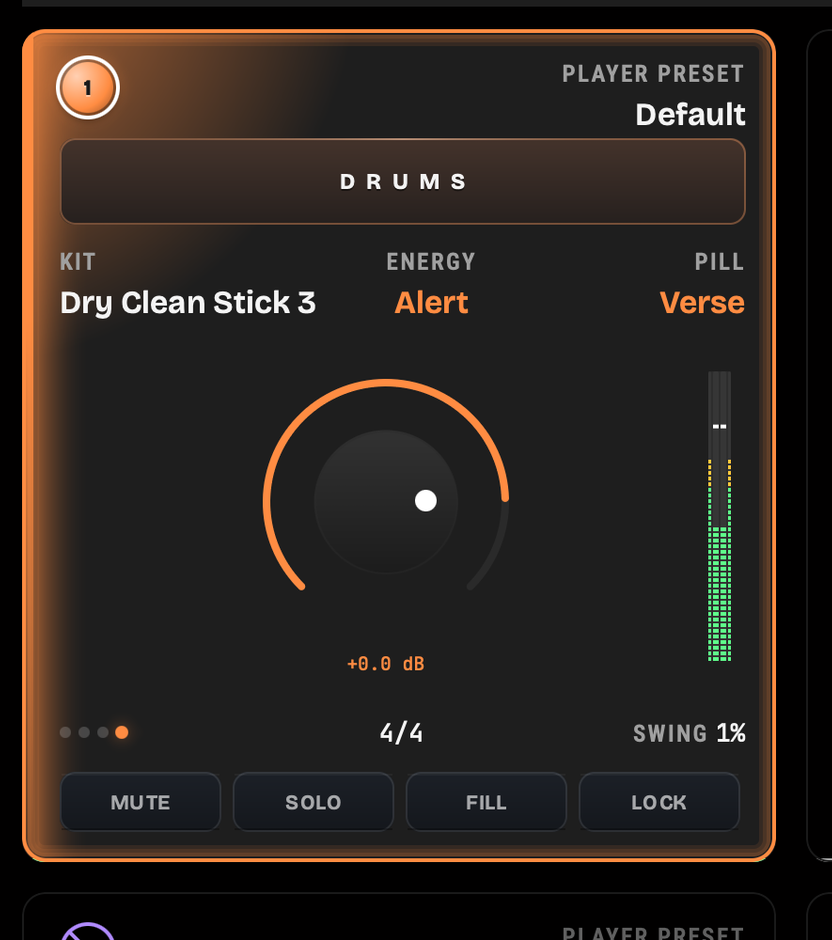 1
PLAYER PRESET
Default
DRUMS
KIT ENERGY PILL
Dry Clean Stick 3 Alert Verse
+0.0 dB
4/4 SWING 1%
MUTE SOLO FILL LOCK
PLAYER PRESET